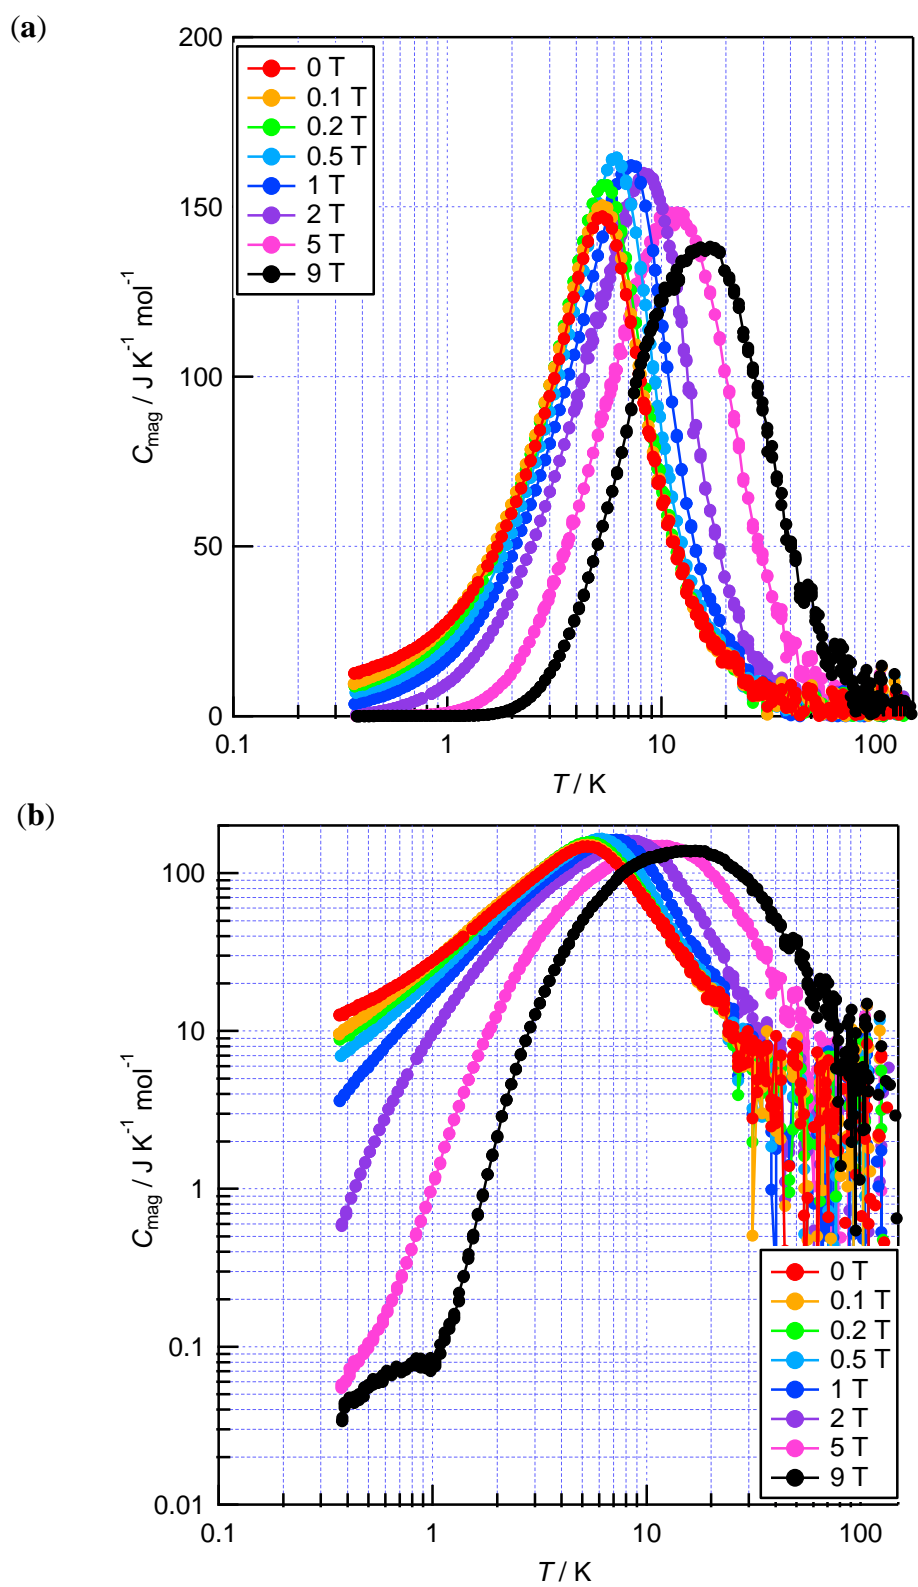 (a)
200
150
100
50
0
C_mag / J K⁻¹ mol⁻¹
0 T
0.1 T
0.2 T
0.5 T
1 T
2 T
5 T
9 T
0.1 1 10 100
T / K
(b)
100
10
1
0.1
0.01
C_mag / J K⁻¹ mol⁻¹
0 T
0.1 T
0.2 T
0.5 T
1 T
2 T
5 T
9 T
0.1 1 10 100
T / K